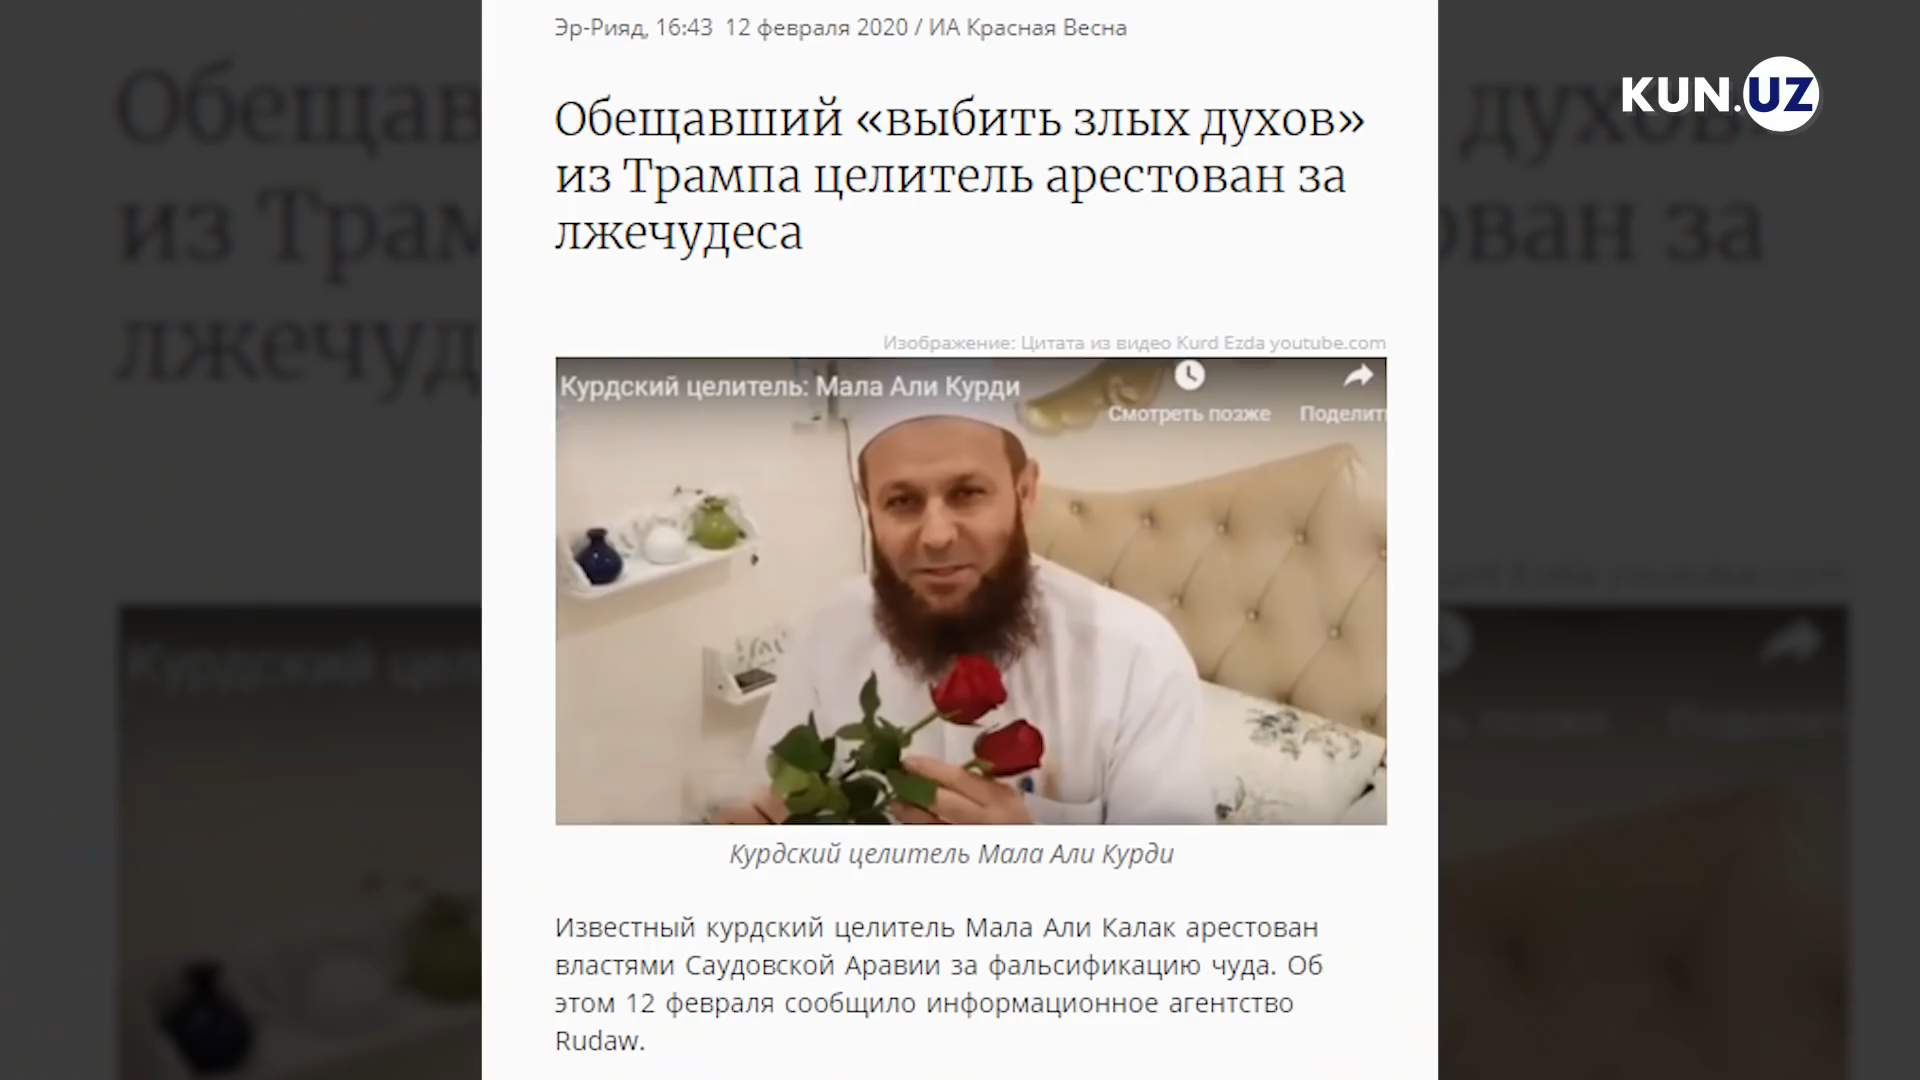 Эр-Рияд, 16:43 12 февраля 2020 / ИА Красная Весна
KUN.UZ
Обещавший «выбить злых духов»
из Трампа целитель арестован за
лжечудеса
Изображение: Цитата из видео Kurd Ezda youtube.com
Курдский целитель: Мала Али Курди
Смотреть позже
Поделить
Курдский целитель Мала Али Курди
Известный курдский целитель Мала Али Калак арестован
властями Саудовской Аравии за фальсификацию чуда. Об
этом 12 февраля сообщило информационное агентство
Rudaw.